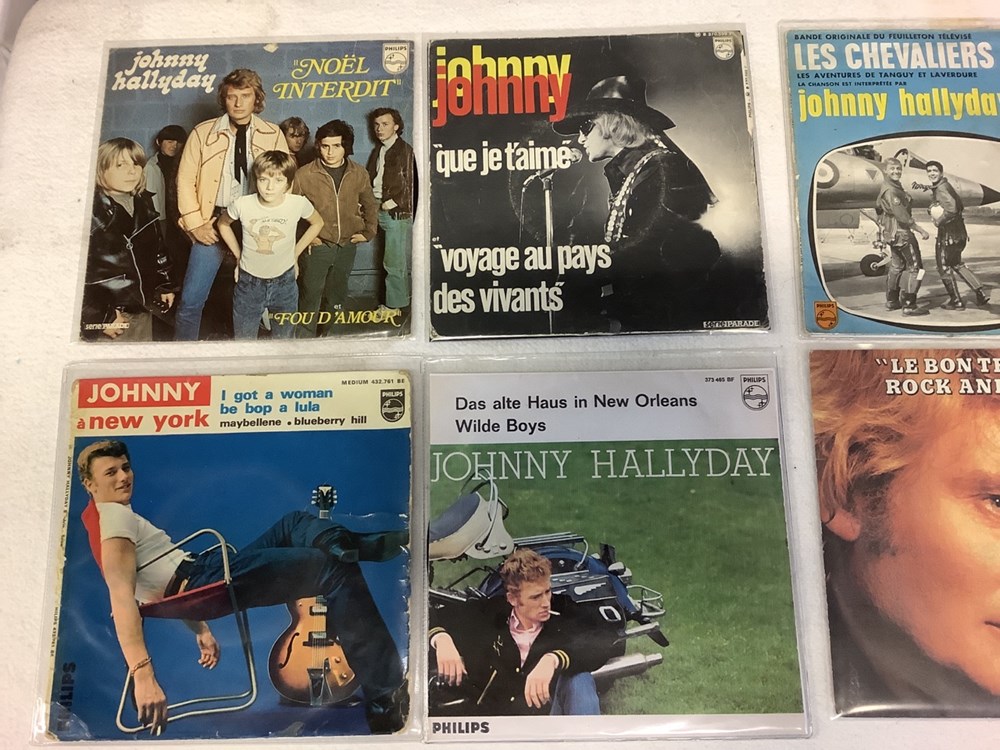 johnny
hallyday
"NOËL
INTERDIT"
PHILIPS
et
"FOU D'AMOUR"
série PARADE
johnny
johnny
"que je t'aime"
et
"voyage au pays
des vivants"
PHILIPS
série PARADE
BANDE ORIGINALE DU FEUILLETON TÉLÉVISÉ
LES CHEVALIERS
LES AVENTURES DE TANGUY ET LAVERDURE
LA CHANSON EST INTERPRÉTÉE PAR
johnny hallyda
PHILIPS
JOHNNY
à new york
MEDIUM 432.761 BE
I got a woman
be bop a lula
maybellene • blueberry hill
PHILIPS
PHILIPS
373 465 BF
Das alte Haus in New Orleans
Wilde Boys
PHILIPS
JOHNNY HALLYDAY
PHILIPS
"LE BON TE
ROCK AN